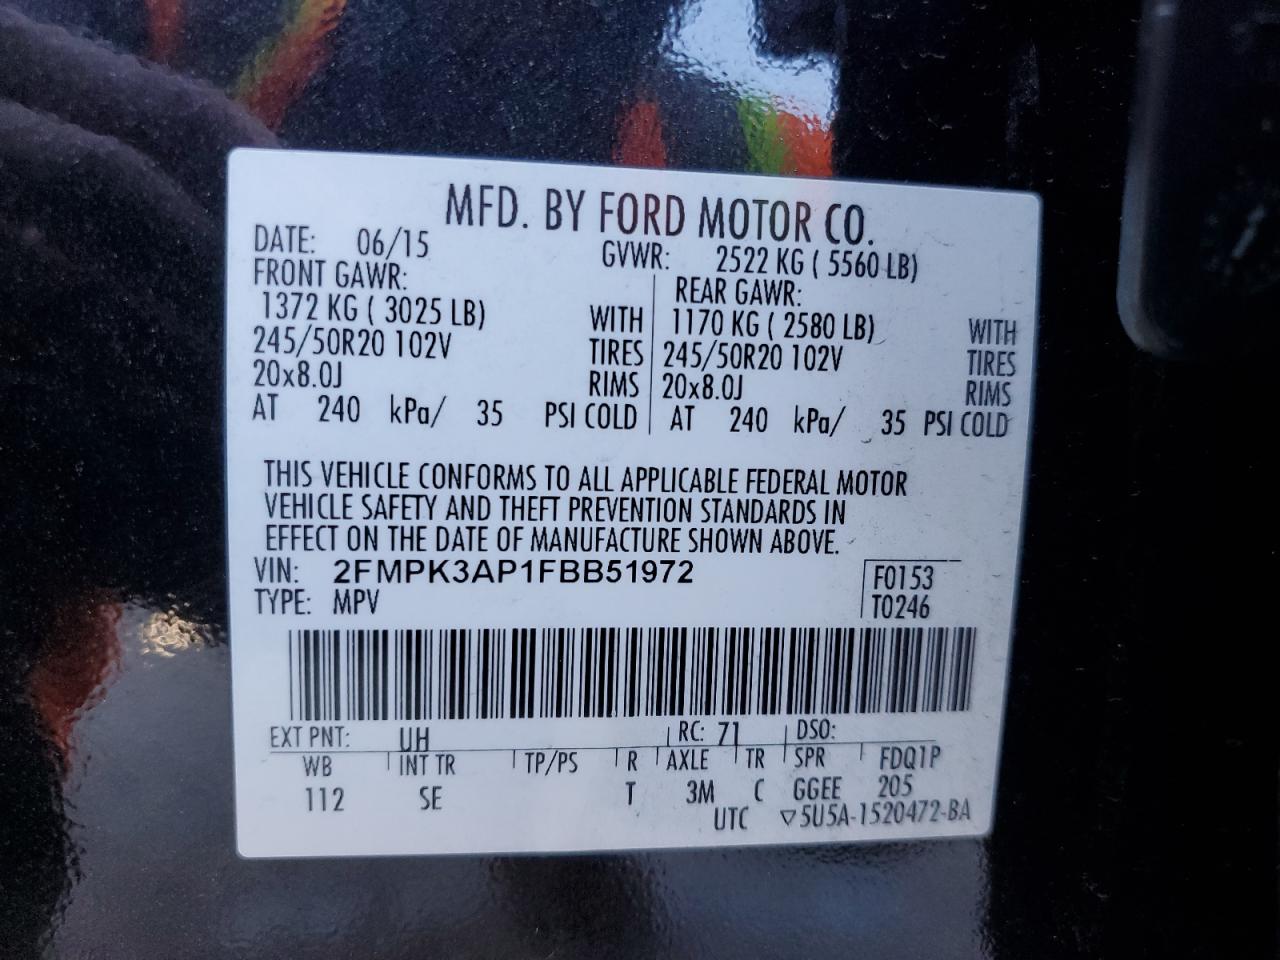 MFD. BY FORD MOTOR CO.
DATE: 06/15 GVWR: 2522 KG ( 5560 LB)
FRONT GAWR: REAR GAWR:
1372 KG ( 3025 LB) WITH 1170 KG ( 2580 LB) WITH
245/50R20 102V TIRES 245/50R20 102V TIRES
20x8.0J RIMS 20x8.0J RIMS
AT 240 kPa/ 35 PSI COLD AT 240 kPa/ 35 PSI COLD
THIS VEHICLE CONFORMS TO ALL APPLICABLE FEDERAL MOTOR
VEHICLE SAFETY AND THEFT PREVENTION STANDARDS IN
EFFECT ON THE DATE OF MANUFACTURE SHOWN ABOVE.
VIN: 2FMPK3AP1FBB51972 F0153
TYPE: MPV T0246
EXT PNT: UH RC: 71 DSO:
WB INT TR TP/PS R AXLE TR SPR FDQ1P
112 SE T 3M C GGEE 205
UTC ▽5U5A-1520472-BA